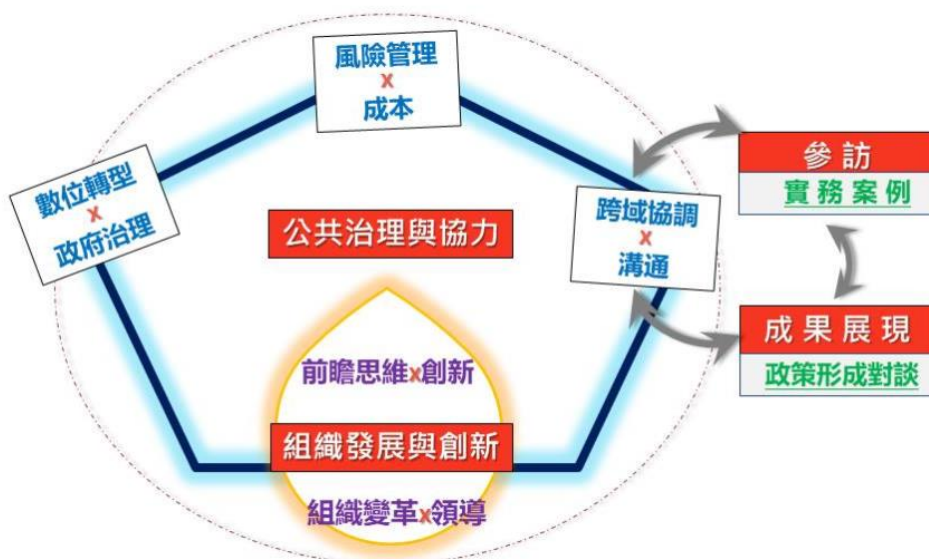 風險管理
x
成本
數位轉型
x
政府治理
跨域協調
x
溝通
公共治理與協力
前瞻思維x創新
組織發展與創新
組織變革x領導
參訪
實務案例
成果展現
政策形成對談